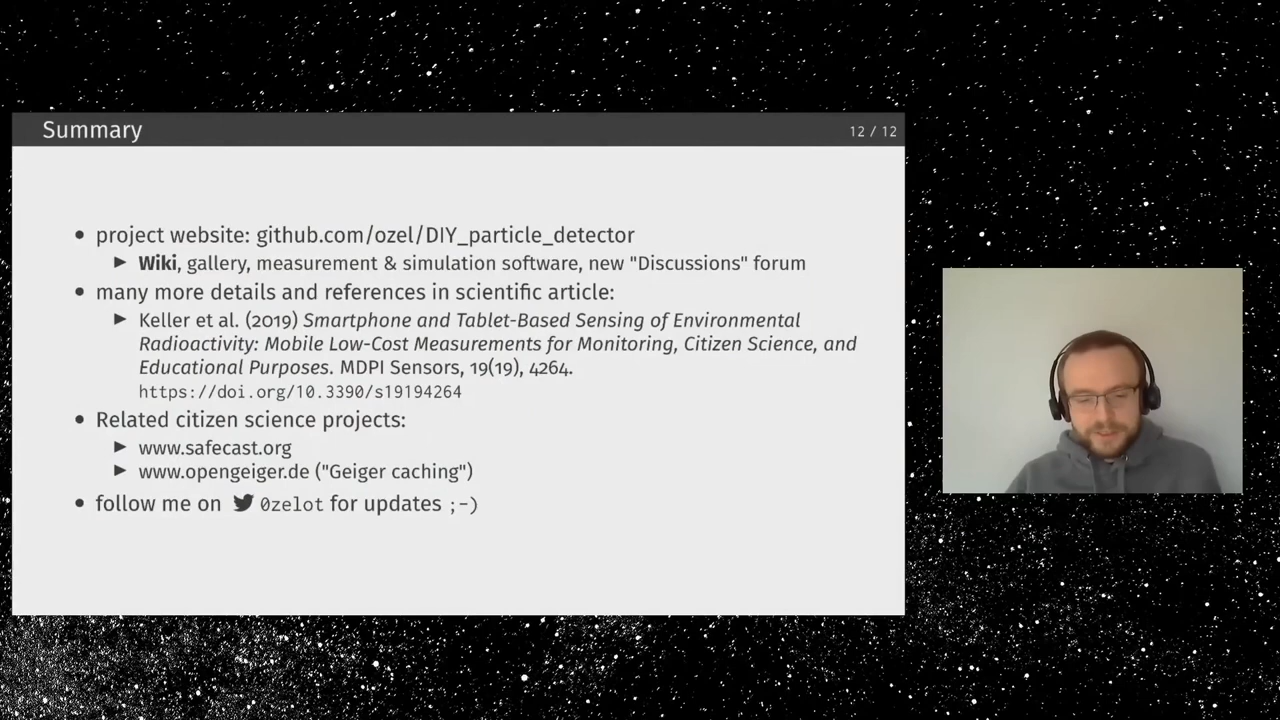 Summary
12 / 12
• project website: github.com/ozel/DIY_particle_detector
▶ Wiki, gallery, measurement & simulation software, new "Discussions" forum
• many more details and references in scientific article:
▶ Keller et al. (2019) Smartphone and Tablet-Based Sensing of Environmental
Radioactivity: Mobile Low-Cost Measurements for Monitoring, Citizen Science, and
Educational Purposes. MDPI Sensors, 19(19), 4264.
https://doi.org/10.3390/s19194264
• Related citizen science projects:
▶ www.safecast.org
▶ www.opengeiger.de ("Geiger caching")
• follow me on 0zelot for updates ;-)